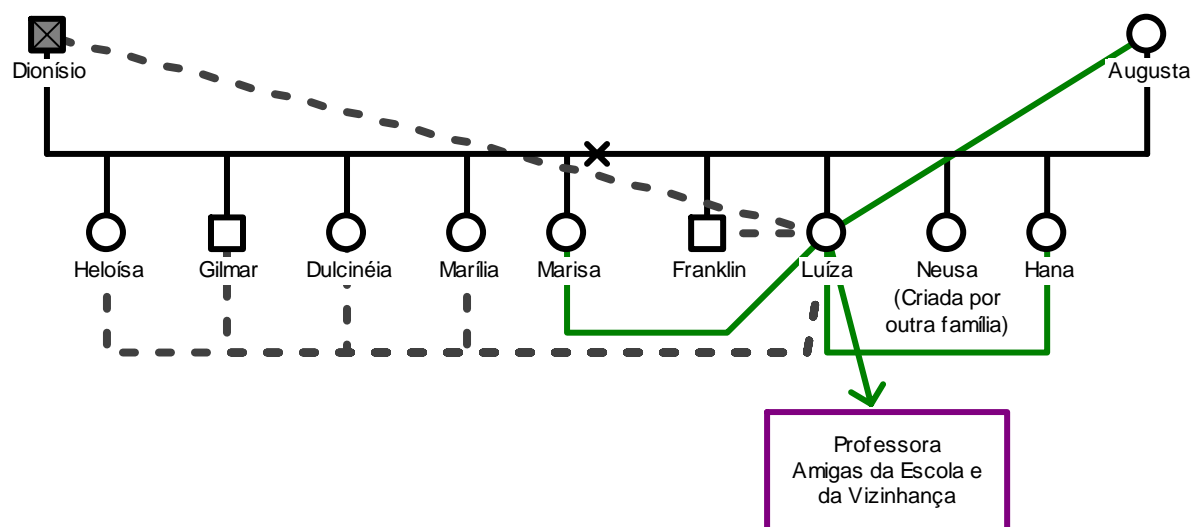 Dionísio
Augusta
Heloísa
Gilmar
Dulcinéia
Marília
Marisa
Franklin
Luíza
Neusa
(Criada por
outra família)
Hana
Professora
Amigas da Escola e
da Vizinhança